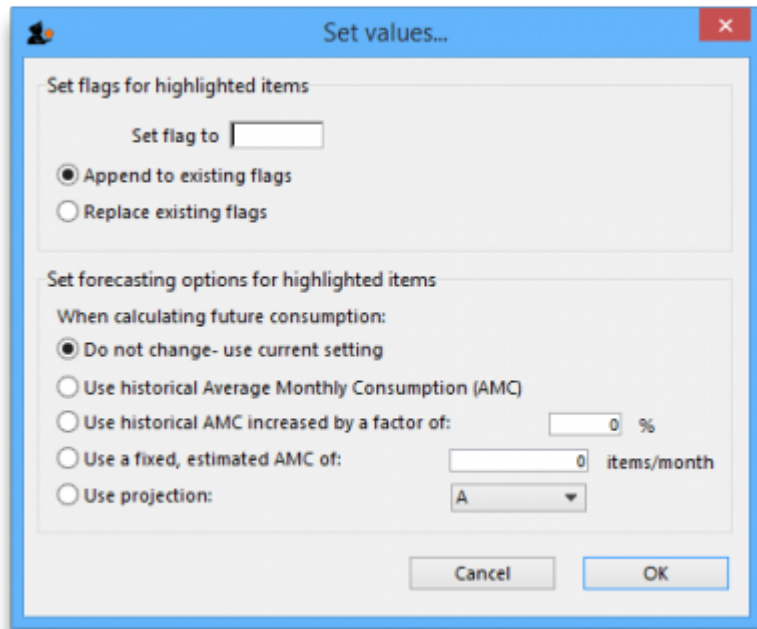 Set values...
Set flags for highlighted items
Set flag to
Append to existing flags
Replace existing flags
Set forecasting options for highlighted items
When calculating future consumption:
Do not change- use current setting
Use historical Average Monthly Consumption (AMC)
Use historical AMC increased by a factor of: 0 %
Use a fixed, estimated AMC of: 0 items/month
Use projection: A
Cancel OK